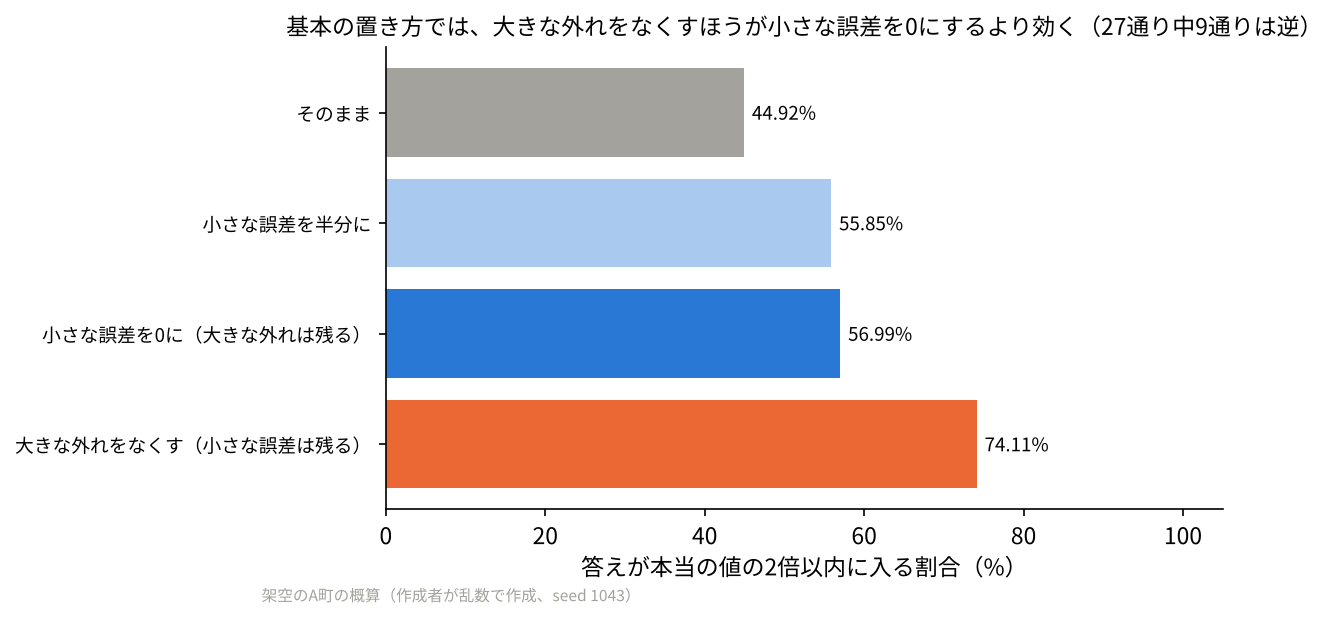 基本の置き方では、大きな外れをなくすほうが小さな誤差を0にするより効く（27通り中9通りは逆）
そのまま
44.92%
小さな誤差を半分に
55.85%
小さな誤差を0に（大きな外れは残る）
56.99%
大きな外れをなくす（小さな誤差は残る）
74.11%
0 20 40 60 80 100
答えが本当の値の2倍以内に入る割合（%）
架空のA町の概算（作成者が乱数で作成、seed 1043）